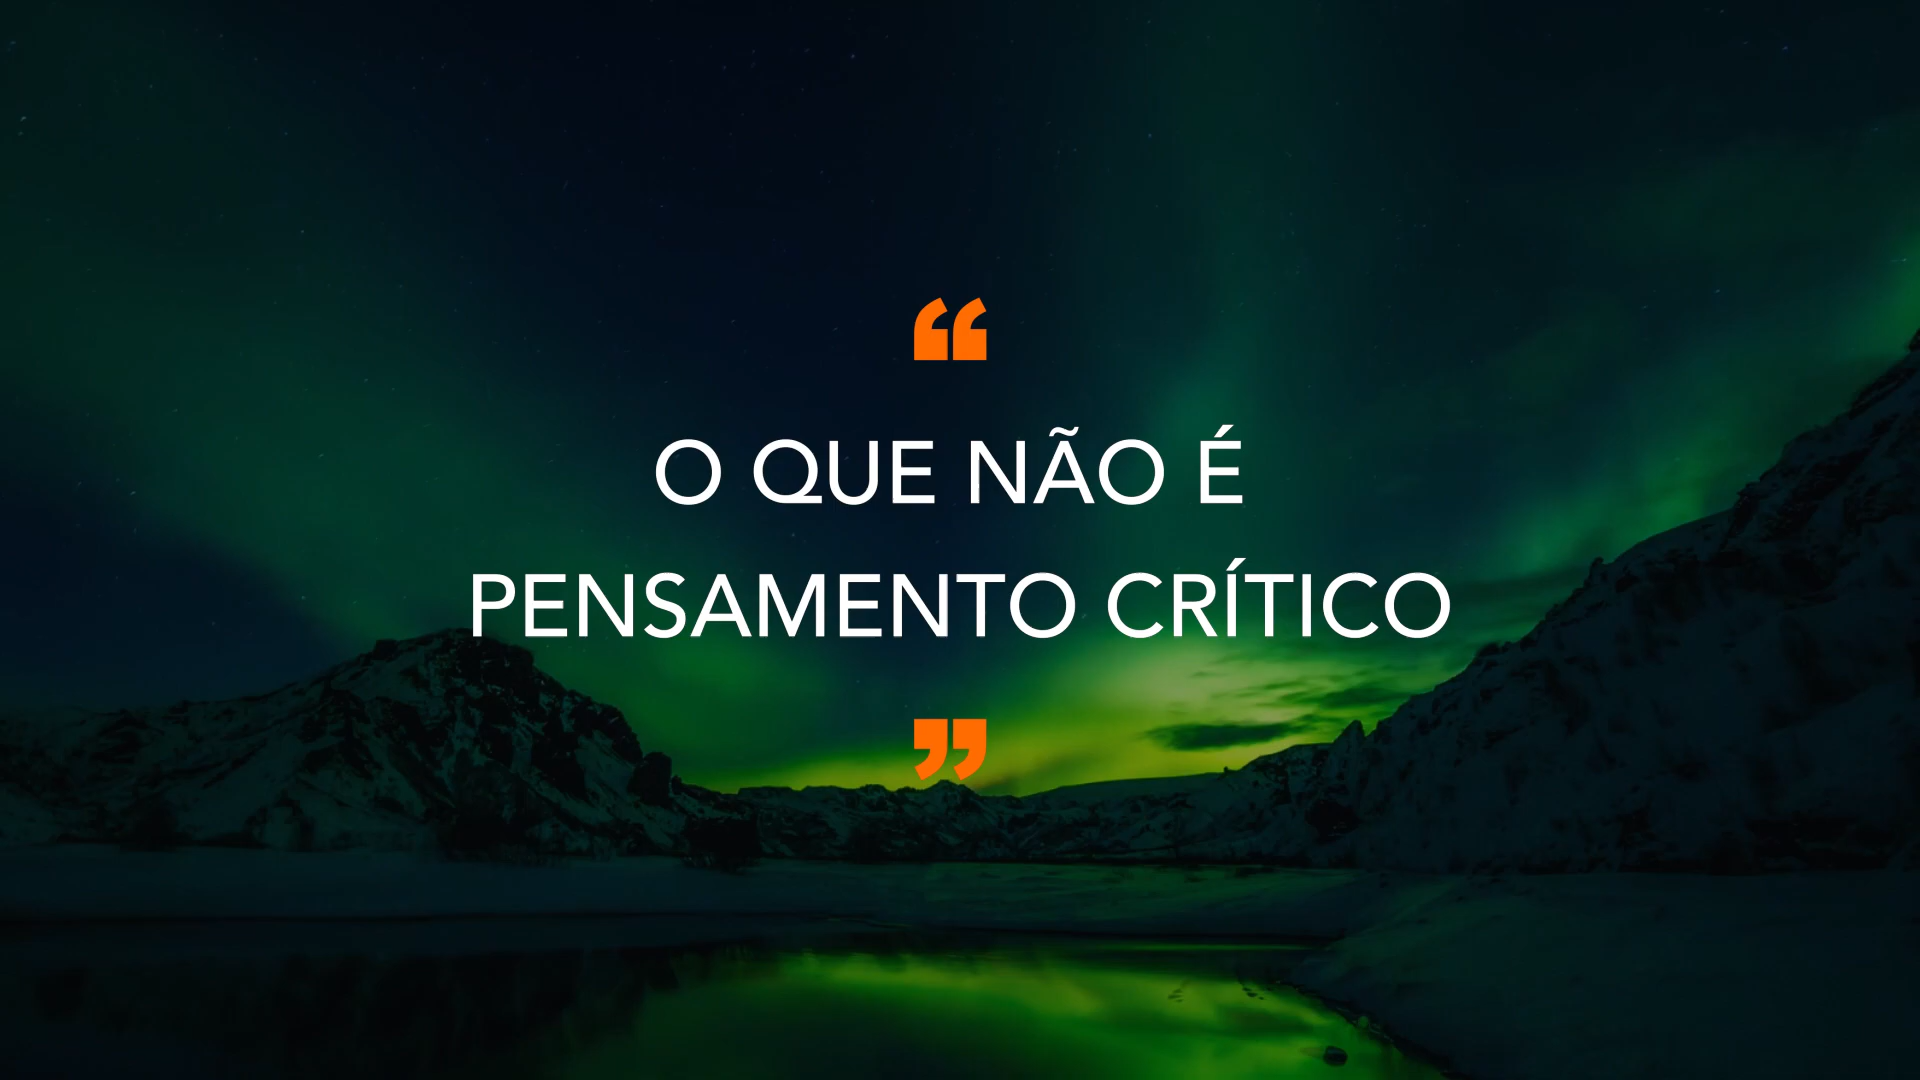 “
O QUE NÃO É
PENSAMENTO CRÍTICO
”